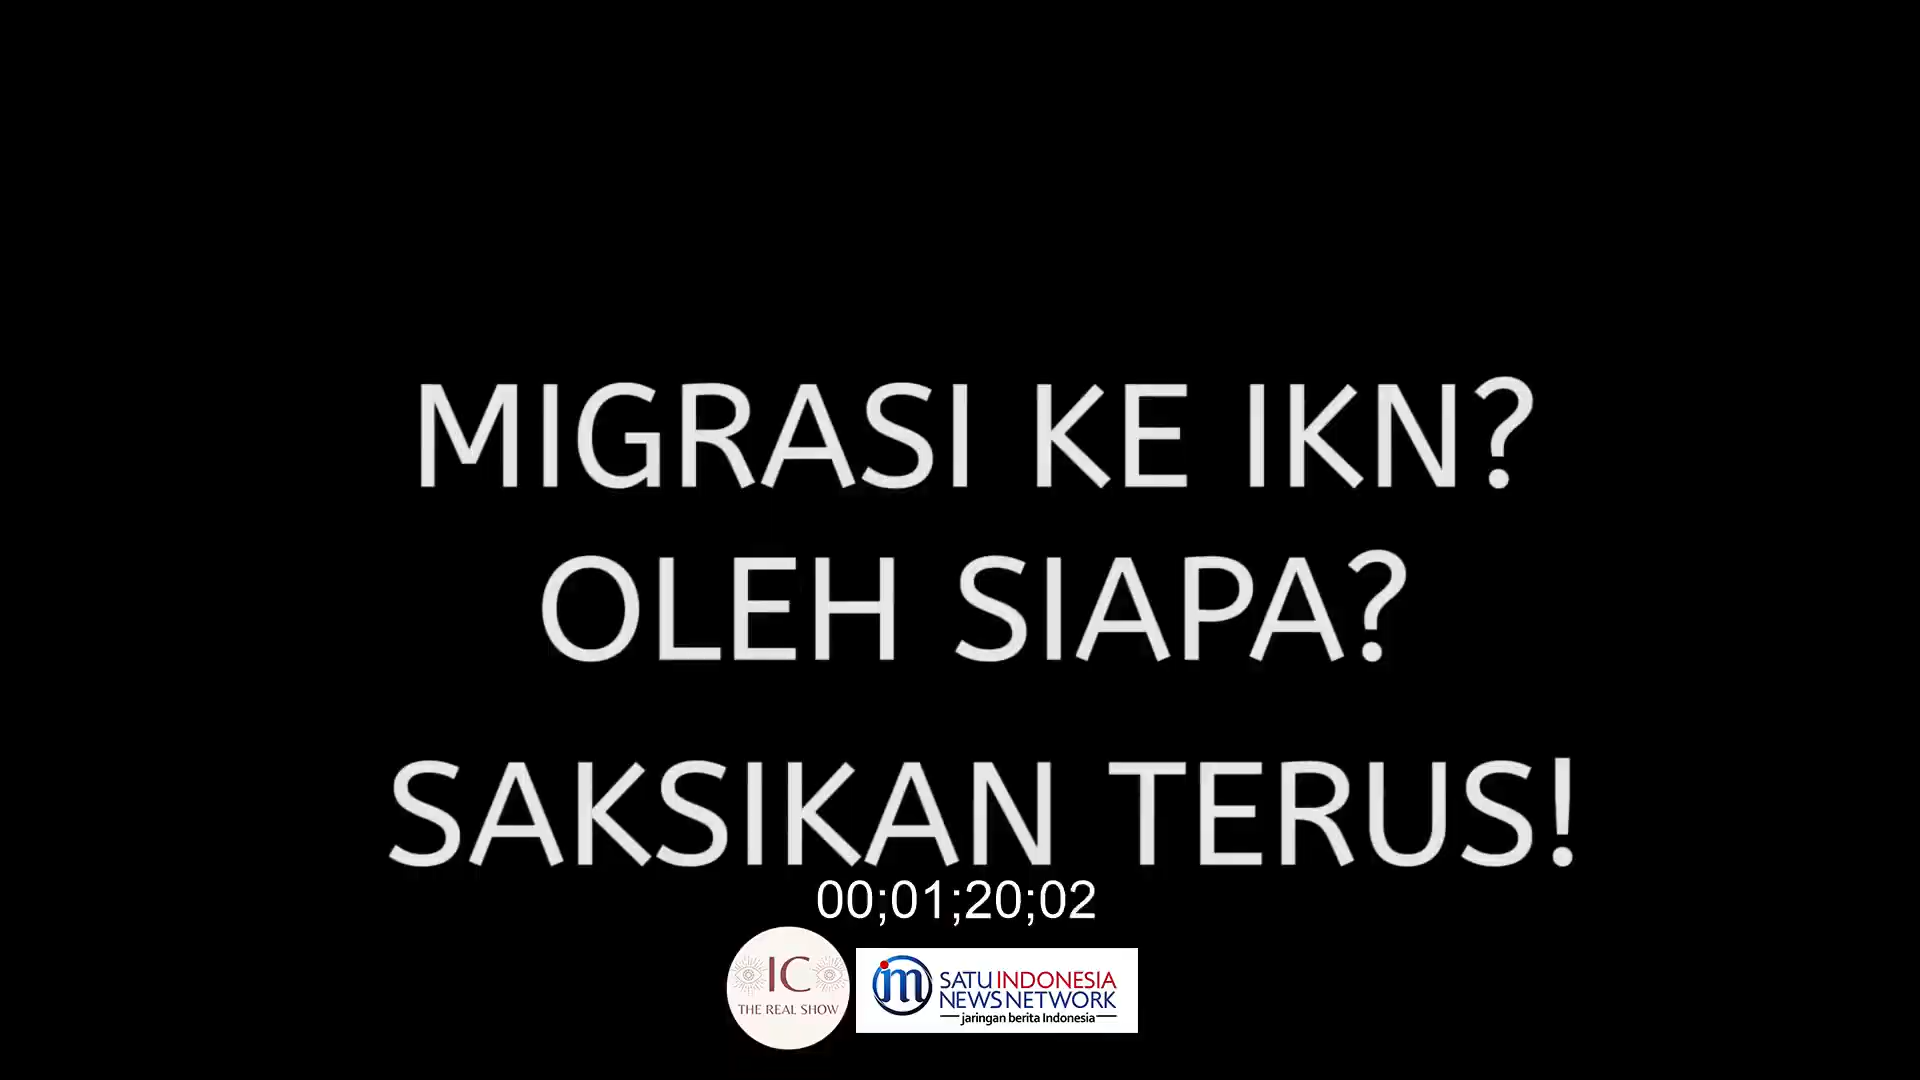 MIGRASI KE IKN?
OLEH SIAPA?
SAKSIKAN TERUS!
00;01;20;02
IC
THE REAL SHOW
im
SATU INDONESIA
NEWS NETWORK
jaringan berita Indonesia